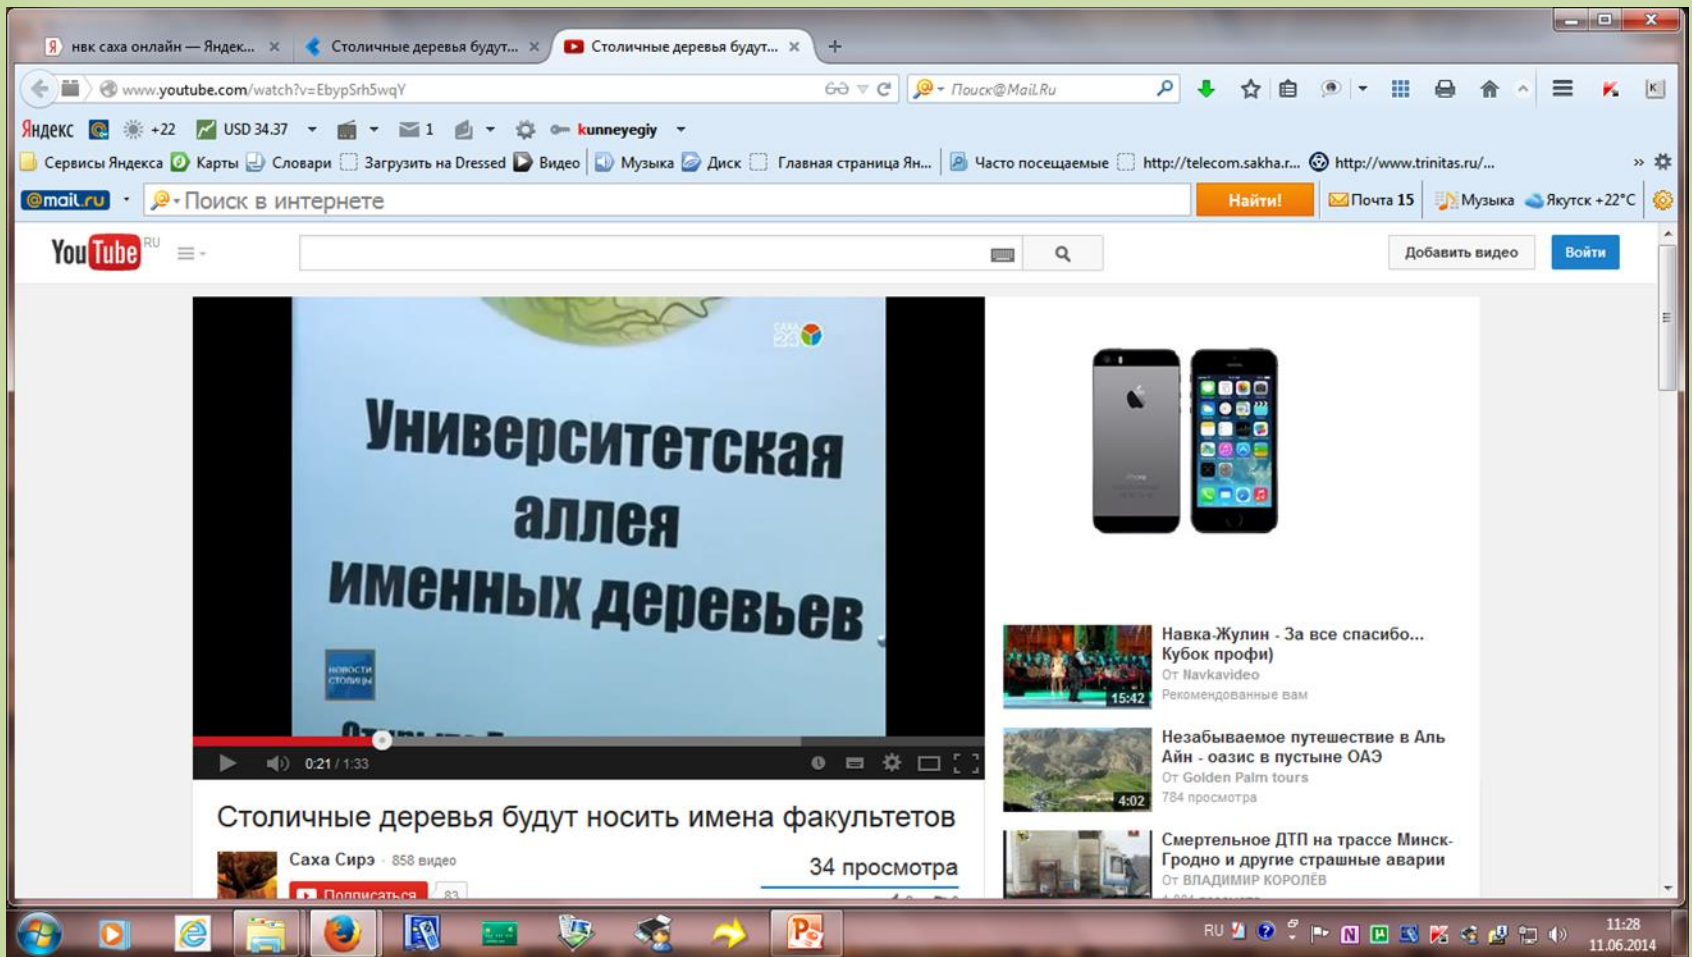 нвк саха онлайн — Яндек...
Столичные деревья будут...
Столичные деревья будут...
www.youtube.com/watch?v=EbypSrh5wqY
Поиск@Mail.Ru
Яндекс +22 USD 34.37 1 kunneyegiy
Сервисы Яндекса Карты Словари Загрузить на Dressed Видео Музыка Диск Главная страница Ян... Часто посещаемые http://telecom.sakha.r... http://www.trinitas.ru/...
@mail.ru Поиск в интернете Найти! Почта 15 Музыка Якутск +22°C
YouTube RU Добавить видео Войти
САХА 24
Университетская
аллея
именных деревьев
НОВОСТИ
СТОЛИЦЫ
0:21 / 1:33
Столичные деревья будут носить имена факультетов
Саха Сирэ · 858 видео
34 просмотра
Подписаться 83
iPhone
15:42
Навка-Жулин - За все спасибо...
Кубок профи)
От Navkavideo
Рекомендованные вам
4:02
Незабываемое путешествие в Аль
Айн - оазис в пустыне ОАЭ
От Golden Palm tours
784 просмотра
Смертельное ДТП на трассе Минск-
Гродно и другие страшные аварии
От ВЛАДИМИР КОРОЛЁВ
RU
11:28
11.06.2014